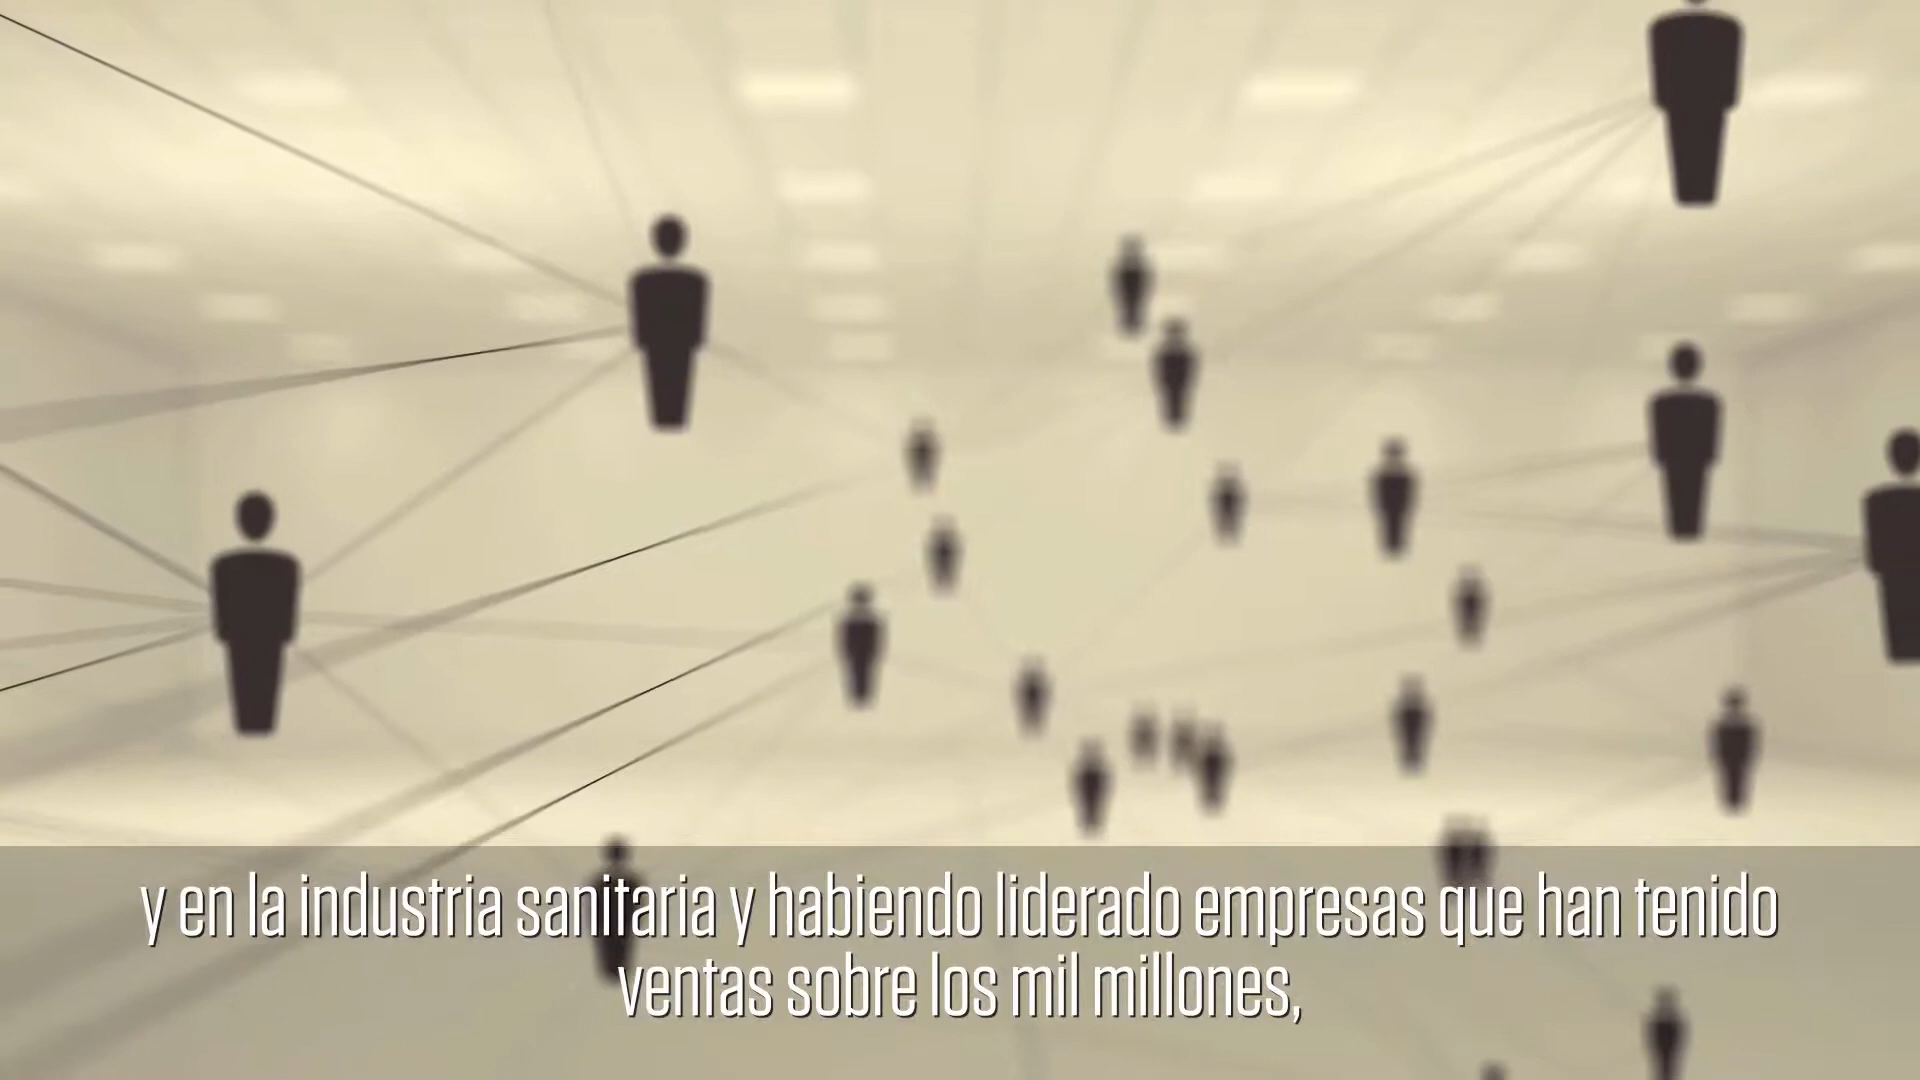 y en la industria sanitaria y habiendo liderado empresas que han tenido
ventas sobre los mil millones,